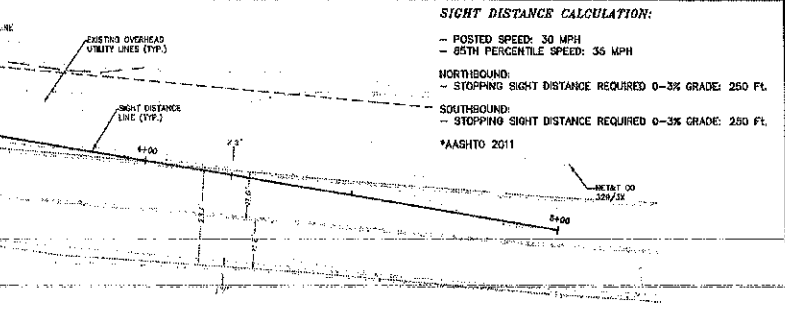 SIGHT DISTANCE CALCULATION:
- POSTED SPEED: 30 MPH
- 85TH PERCENTILE SPEED: 35 MPH
NORTHBOUND:
- STOPPING SIGHT DISTANCE REQUIRED 0-3% GRADE: 250 Ft.
SOUTHBOUND:
- STOPPING SIGHT DISTANCE REQUIRED 0-3% GRADE: 250 Ft.
*AASHTO 2011
EXISTING OVERHEAD
UTILITY LINES (TYP.)
SIGHT DISTANCE
LINE (TYP.)
4+00
NET&T CO
5+00